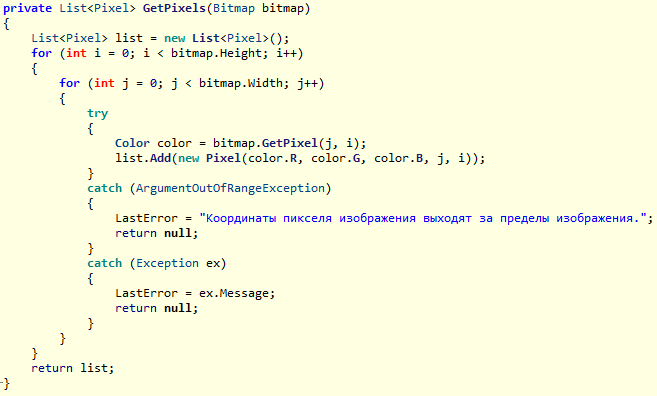 private List<Pixel> GetPixels(Bitmap bitmap)
{
    List<Pixel> list = new List<Pixel>();
    for (int i = 0; i < bitmap.Height; i++)
    {
        for (int j = 0; j < bitmap.Width; j++)
        {
            try
            {
                Color color = bitmap.GetPixel(j, i);
                list.Add(new Pixel(color.R, color.G, color.B, j, i));
            }
            catch (ArgumentOutOfRangeException)
            {
                LastError = "Координаты пикселя изображения выходят за пределы изображения.";
                return null;
            }
            catch (Exception ex)
            {
                LastError = ex.Message;
                return null;
            }
        }
    }
    return list;
}